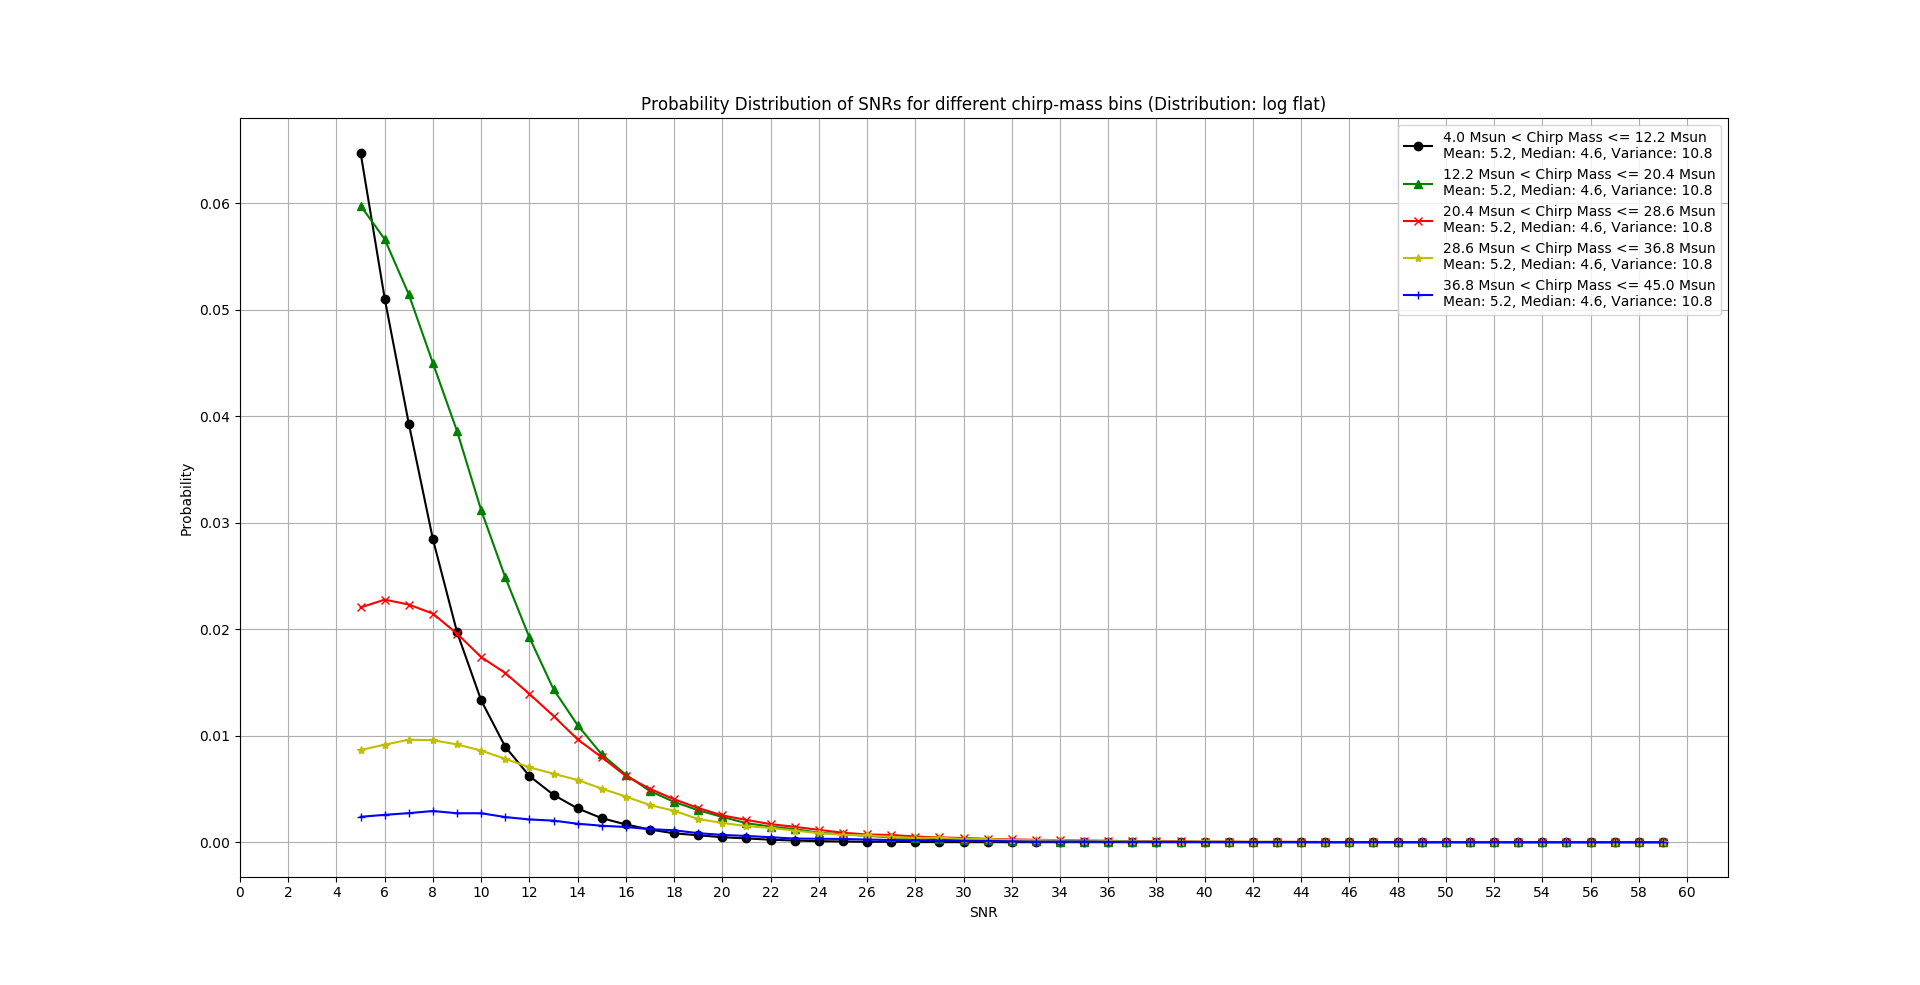 Probability Distribution of SNRs for different chirp-mass bins (Distribution: log flat)
4.0 Msun < Chirp Mass <= 12.2 Msun
Mean: 5.2, Median: 4.6, Variance: 10.8
12.2 Msun < Chirp Mass <= 20.4 Msun
Mean: 5.2, Median: 4.6, Variance: 10.8
20.4 Msun < Chirp Mass <= 28.6 Msun
Mean: 5.2, Median: 4.6, Variance: 10.8
28.6 Msun < Chirp Mass <= 36.8 Msun
Mean: 5.2, Median: 4.6, Variance: 10.8
36.8 Msun < Chirp Mass <= 45.0 Msun
Mean: 5.2, Median: 4.6, Variance: 10.8
0.06
0.05
0.04
0.03
0.02
0.01
0.00
Probability
0 2 4 6 8 10 12 14 16 18 20 22 24 26 28 30 32 34 36 38 40 42 44 46 48 50 52 54 56 58 60
SNR